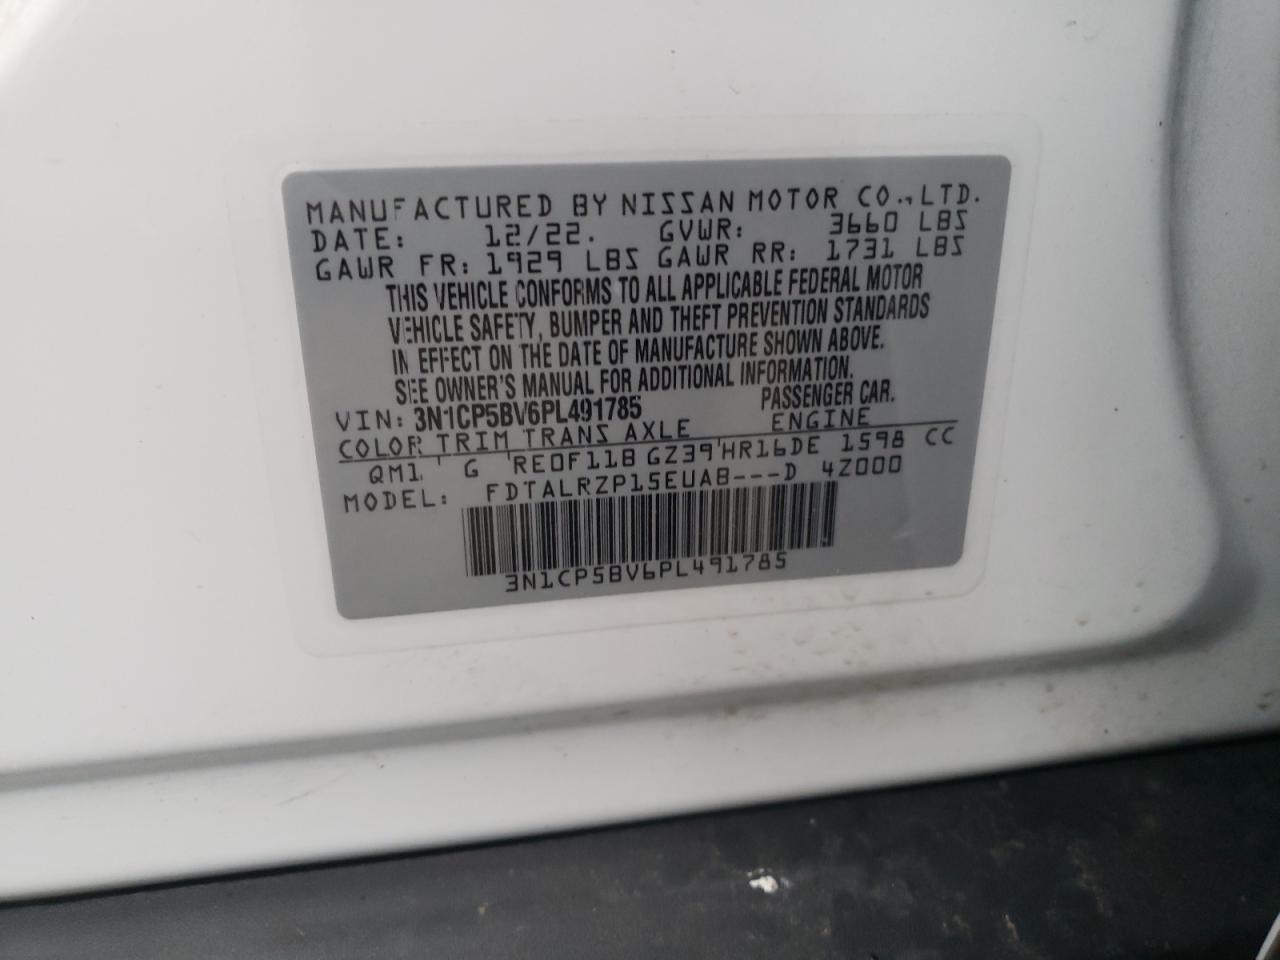 MANUFACTURED BY NISSAN MOTOR CO., LTD.
DATE: 12/22. GVWR: 3660 LBS
GAWR FR: 1929 LBS GAWR RR: 1731 LBS
THIS VEHICLE CONFORMS TO ALL APPLICABLE FEDERAL MOTOR
VEHICLE SAFETY, BUMPER AND THEFT PREVENTION STANDARDS
IN EFFECT ON THE DATE OF MANUFACTURE SHOWN ABOVE.
SEE OWNER'S MANUAL FOR ADDITIONAL INFORMATION.
VIN: 3N1CP5BV6PL491785 PASSENGER CAR.
COLOR TRIM TRANS AXLE ENGINE
QM1 G RE0F11B GZ39 HR16DE 1598 CC
MODEL: FDTALRZP15EUAB---D 4Z000
3N1CP5BV6PL491785